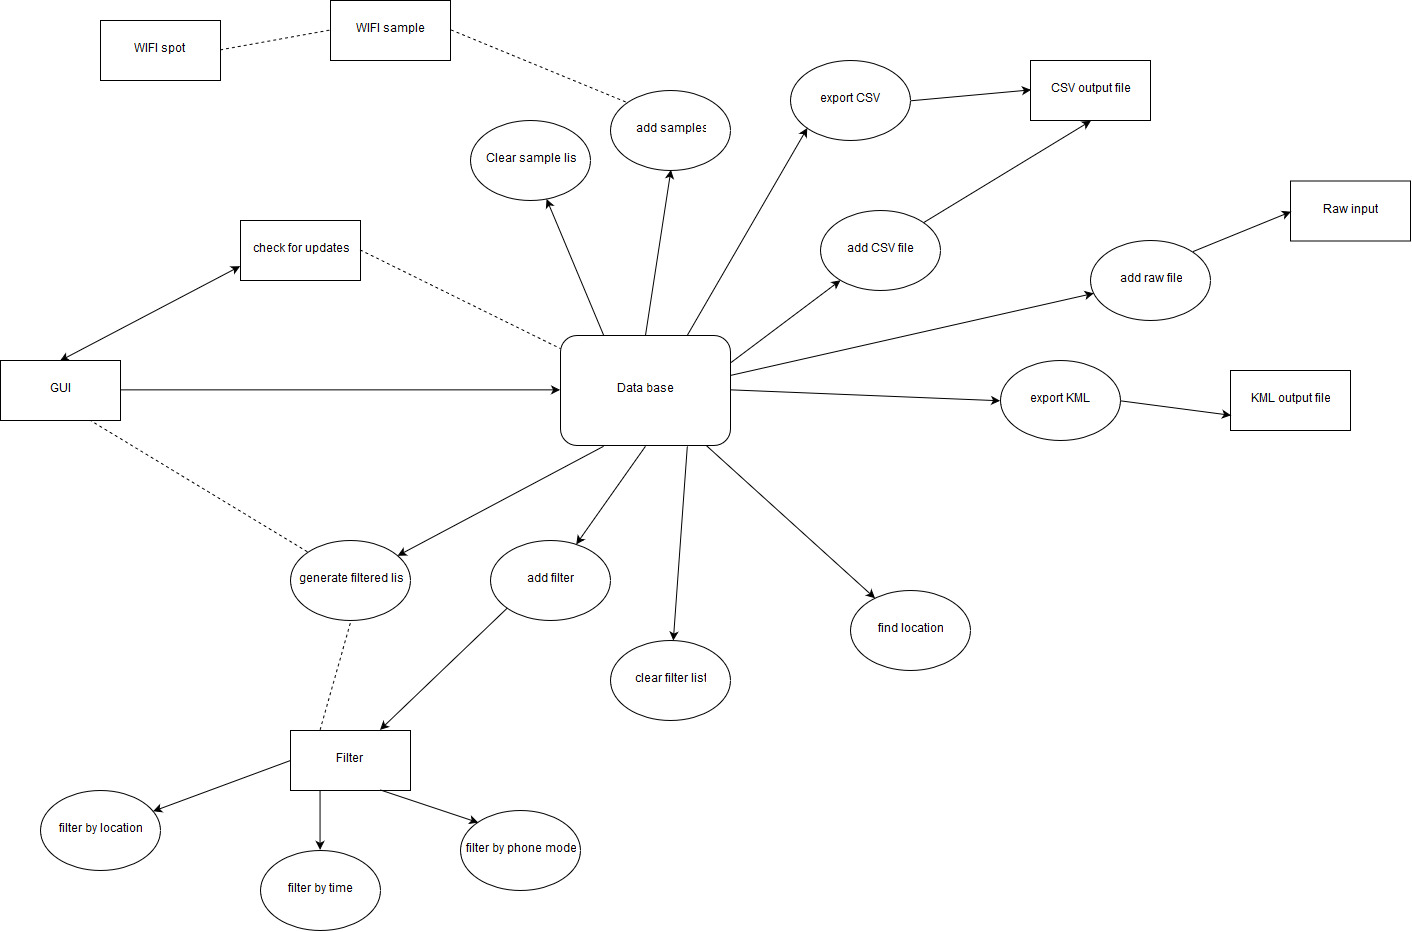 WIFI sample
WIFI spot
CSV output file
export CSV
add samples
Clear sample lis
Raw input
check for updates
add CSV file
add raw file
GUI
Data base
export KML
KML output file
generate filtered lis
add filter
find location
clear filter list
Filter
filter by location
filter by phone mode
filter by time